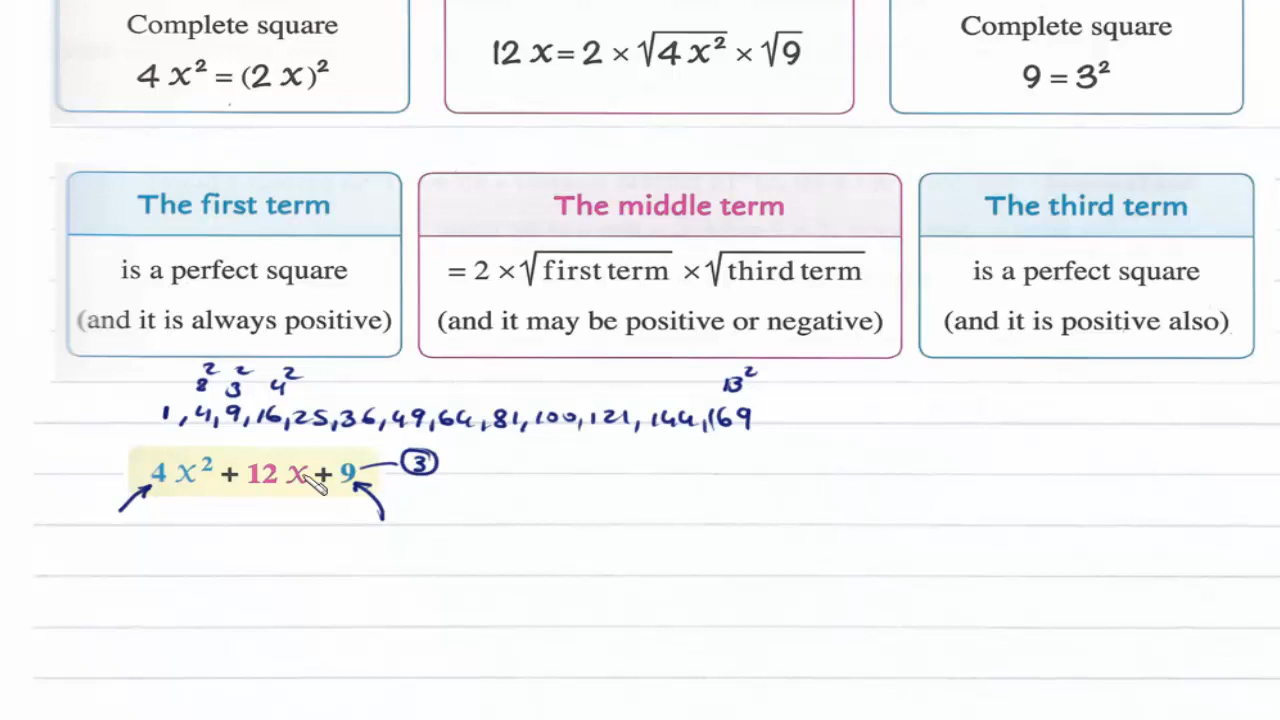 Complete square
4 x² = (2 x)²
12 x = 2 × √4 x² × √9
Complete square
9 = 3²
The first term
is a perfect square
(and it is always positive)
The middle term
= 2 × √first term × √third term
(and it may be positive or negative)
The third term
is a perfect square
(and it is positive also)
2² 3² 4² 13²
1, 4, 9, 16, 25, 36, 49, 64, 81, 100, 121, 144, 169
4 x² + 12 x + 9 3